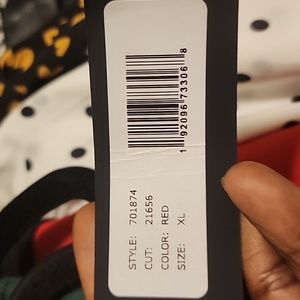 1 92096 73306 8
STYLE: 701874
CUT: 21656
COLOR: RED
SIZE: XL